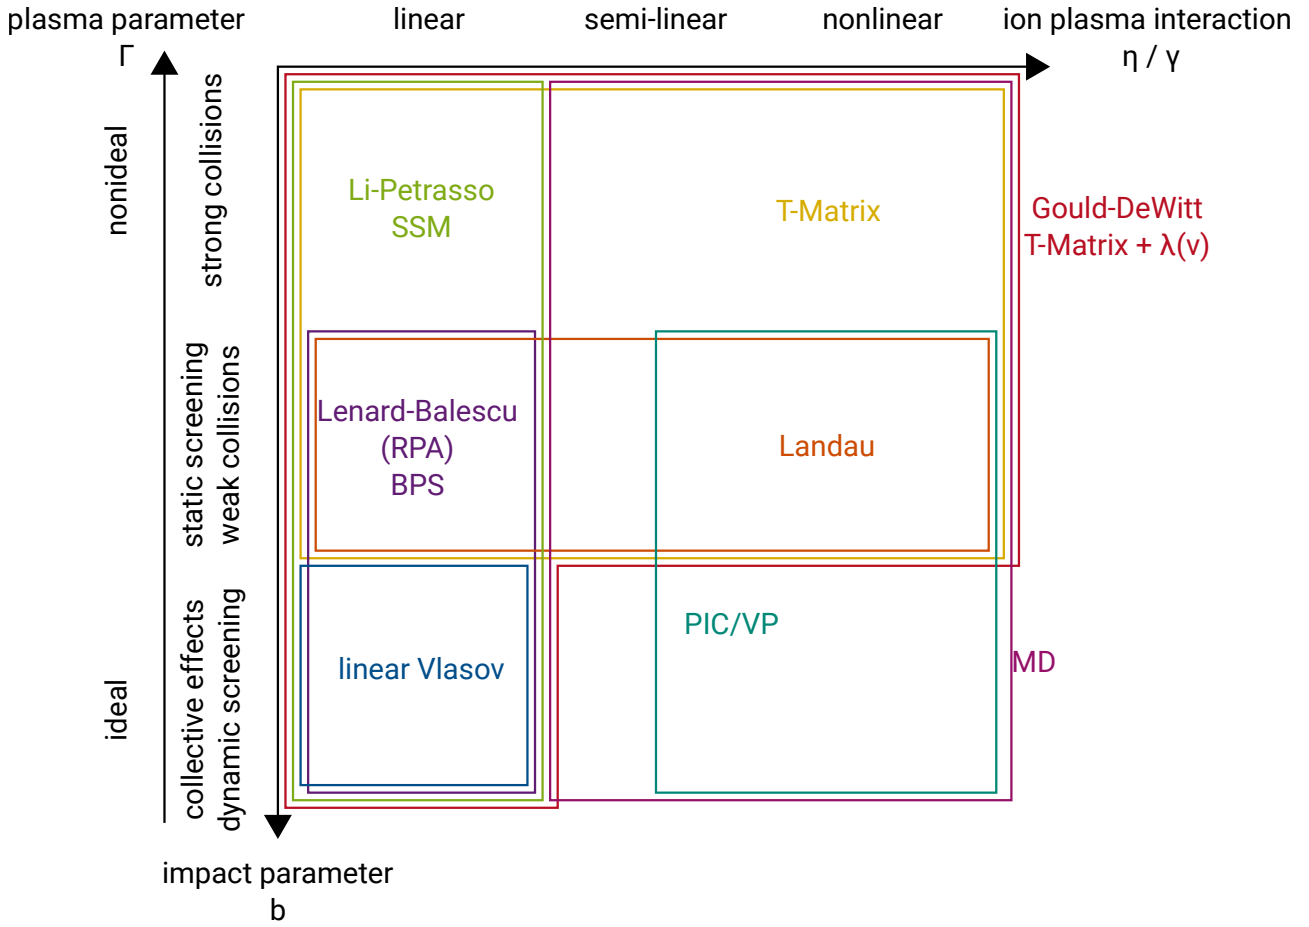 plasma parameter
Γ
linear
semi-linear
nonlinear
ion plasma interaction
η / γ
nonideal
strong collisions
Li-Petrasso
SSM
T-Matrix
Gould-DeWitt
T-Matrix + λ(v)
static screening
weak collisions
Lenard-Balescu
(RPA)
BPS
Landau
ideal
collective effects
dynamic screening
linear Vlasov
PIC/VP
MD
impact parameter
b